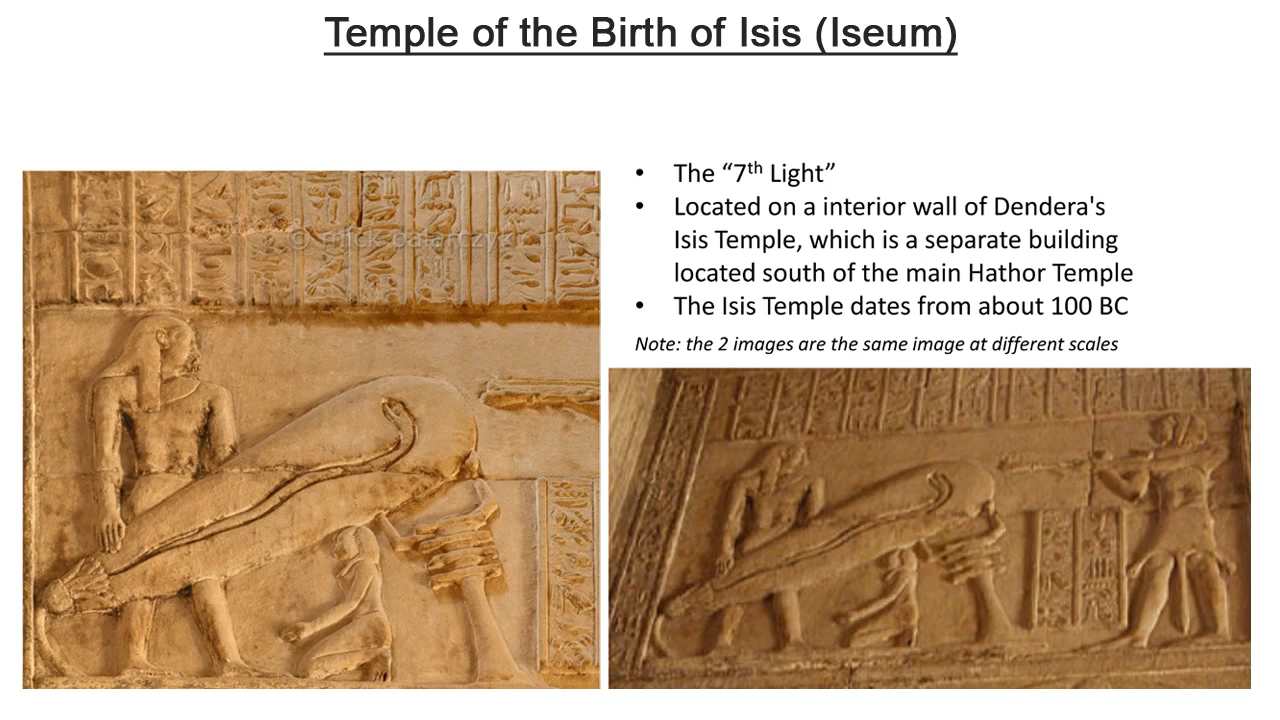 Temple of the Birth of Isis (Iseum)
• The “7th Light”
• Located on a interior wall of Dendera's
Isis Temple, which is a separate building
located south of the main Hathor Temple
• The Isis Temple dates from about 100 BC
Note: the 2 images are the same image at different scales
©